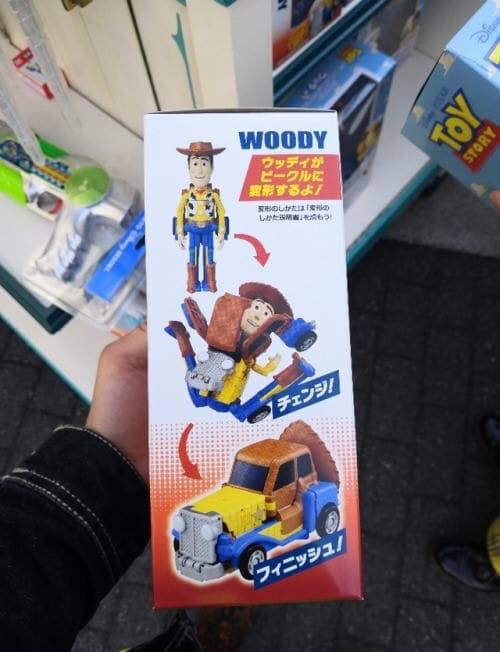 WOODY
ウッディが
ビークルに
変形するよ！
変形のしかたは「変形の
しかた説明書」を読もう！
チェンジ！
フィニッシュ！
Disney
TOY
STORY